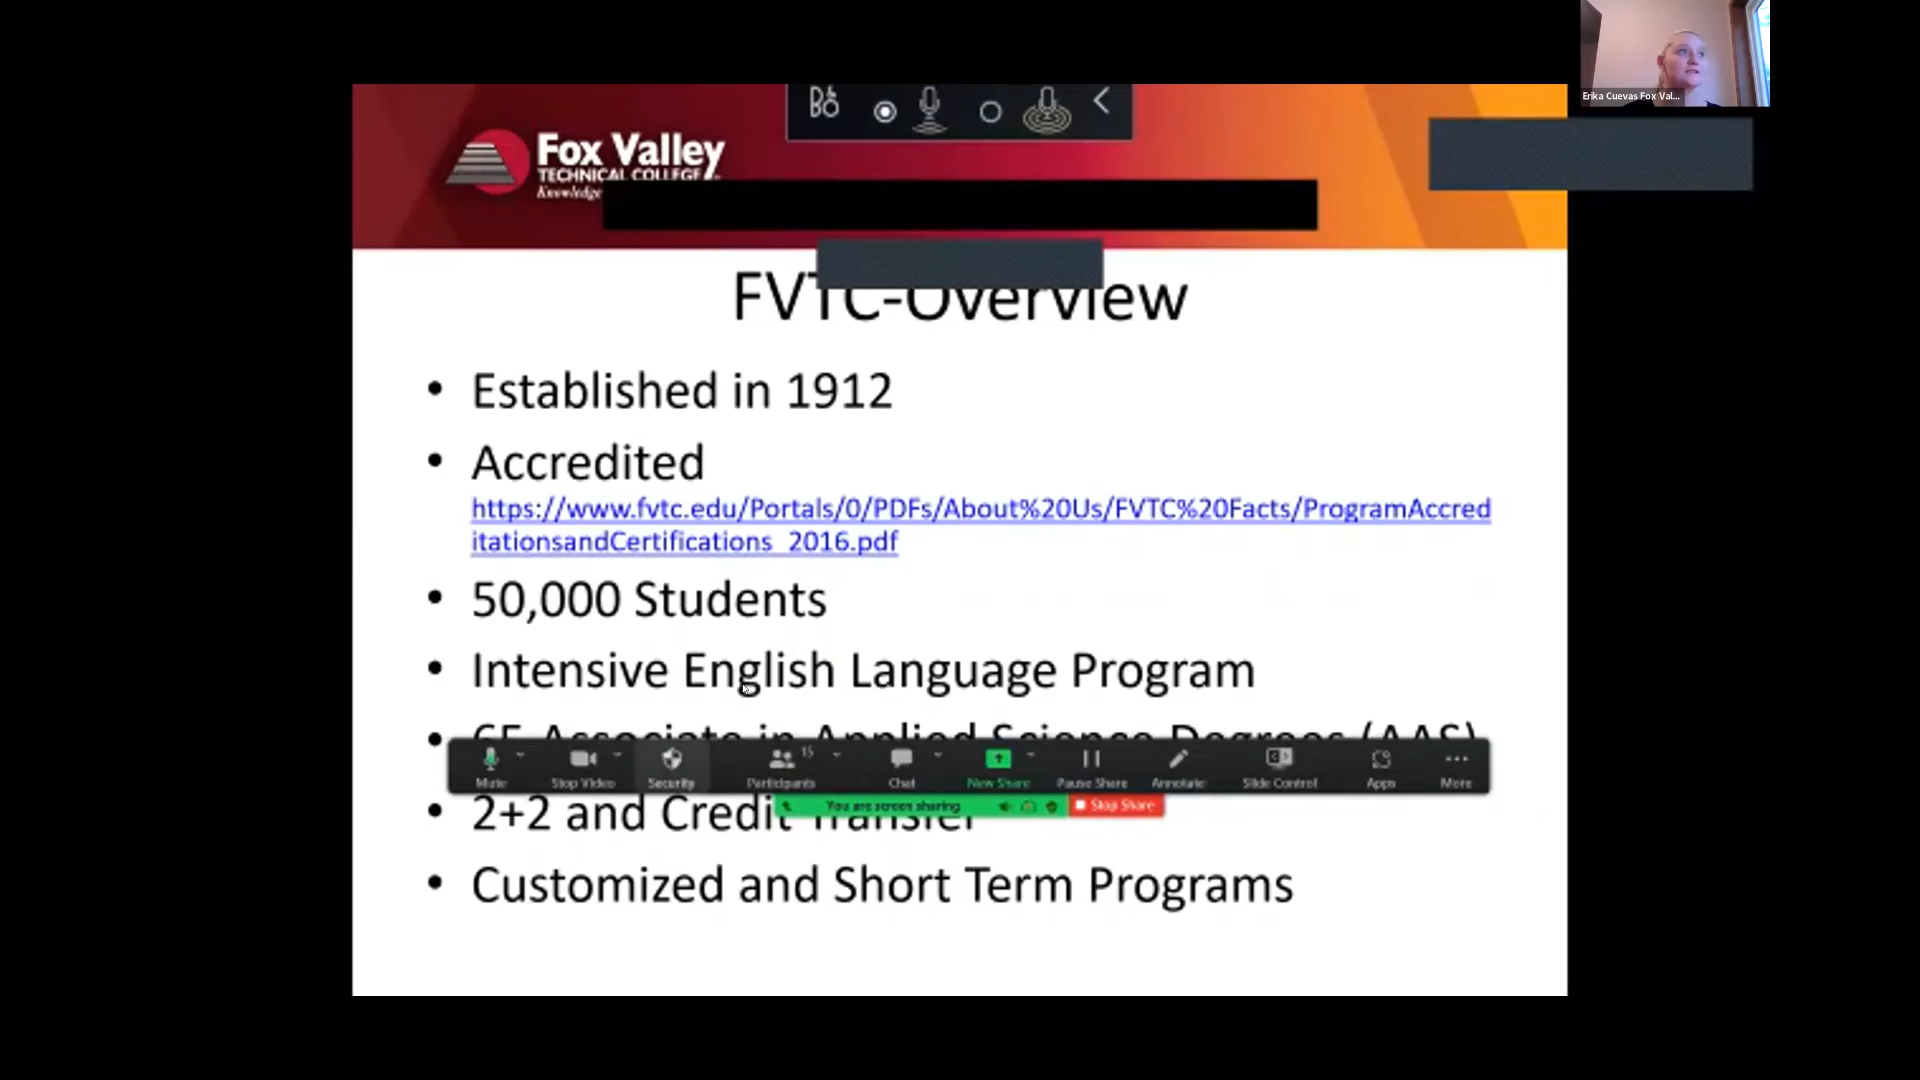 Erika Cuevas Fox Val...
B&O
Fox Valley
TECHNICAL COLLEGE
Knowledge
FVTC-Overview
• Established in 1912
• Accredited
https://www.fvtc.edu/Portals/0/PDFs/About%20Us/FVTC%20Facts/ProgramAccred
itationsandCertifications_2016.pdf
• 50,000 Students
• Intensive English Language Program
• 65 Associate in Applied Science Degrees (AAS)
Mute Stop Video Security Participants 15 Chat New Share Pause Share Annotate Slide Control Apps More
You are screen sharing Stop Share
• 2+2 and Credit Transfer
• Customized and Short Term Programs